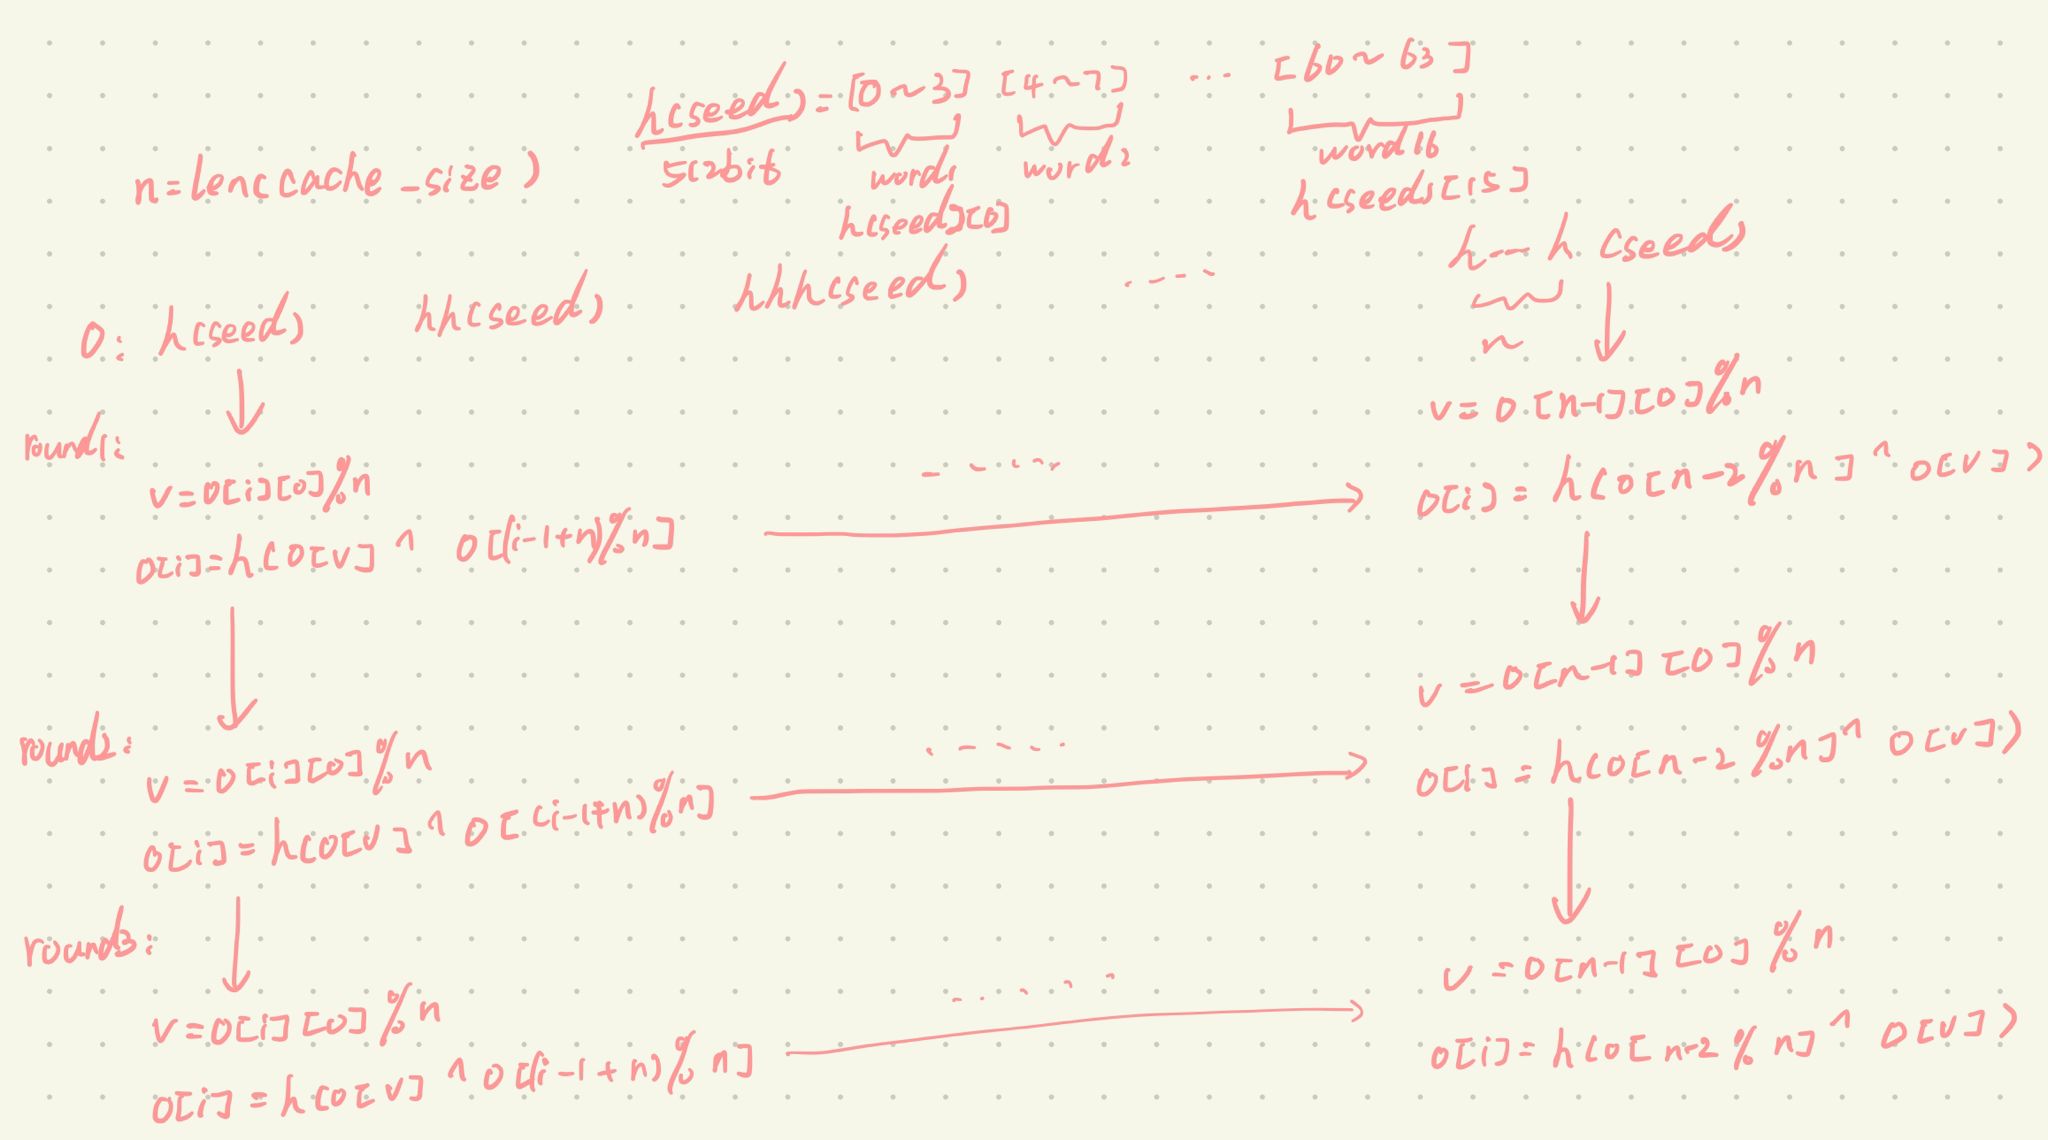 h(seed) = [0~3] [4~7] ... [60~63]
512bit word1 word2 word16
n=len(cache_size)
h(seed)[0] h(seed)[15]
h---h (seed)
n
o: h(seed) hh(seed) hhh(seed) ----
round1:
v=o[i][0]%n
o[i]=h(o[v] ^ o[(i-1+n)%n]
-----
v=o[n-1][0]%n
o[i] = h(o[n-2%n] ^ o[v])
round2:
v=o[i][0]%n
o[i]=h(o[v] ^ o[(i-1+n)%n]
-----
v=o[n-1][0]%n
o[i] = h(o[n-2%n] ^ o[v])
round3:
v=o[i][0]%n
o[i] = h(o[v] ^ o[(i-1+n)%n]
.....
v=o[n-1][0]%n
o[i]=h(o[n-2%n] ^ o[v])